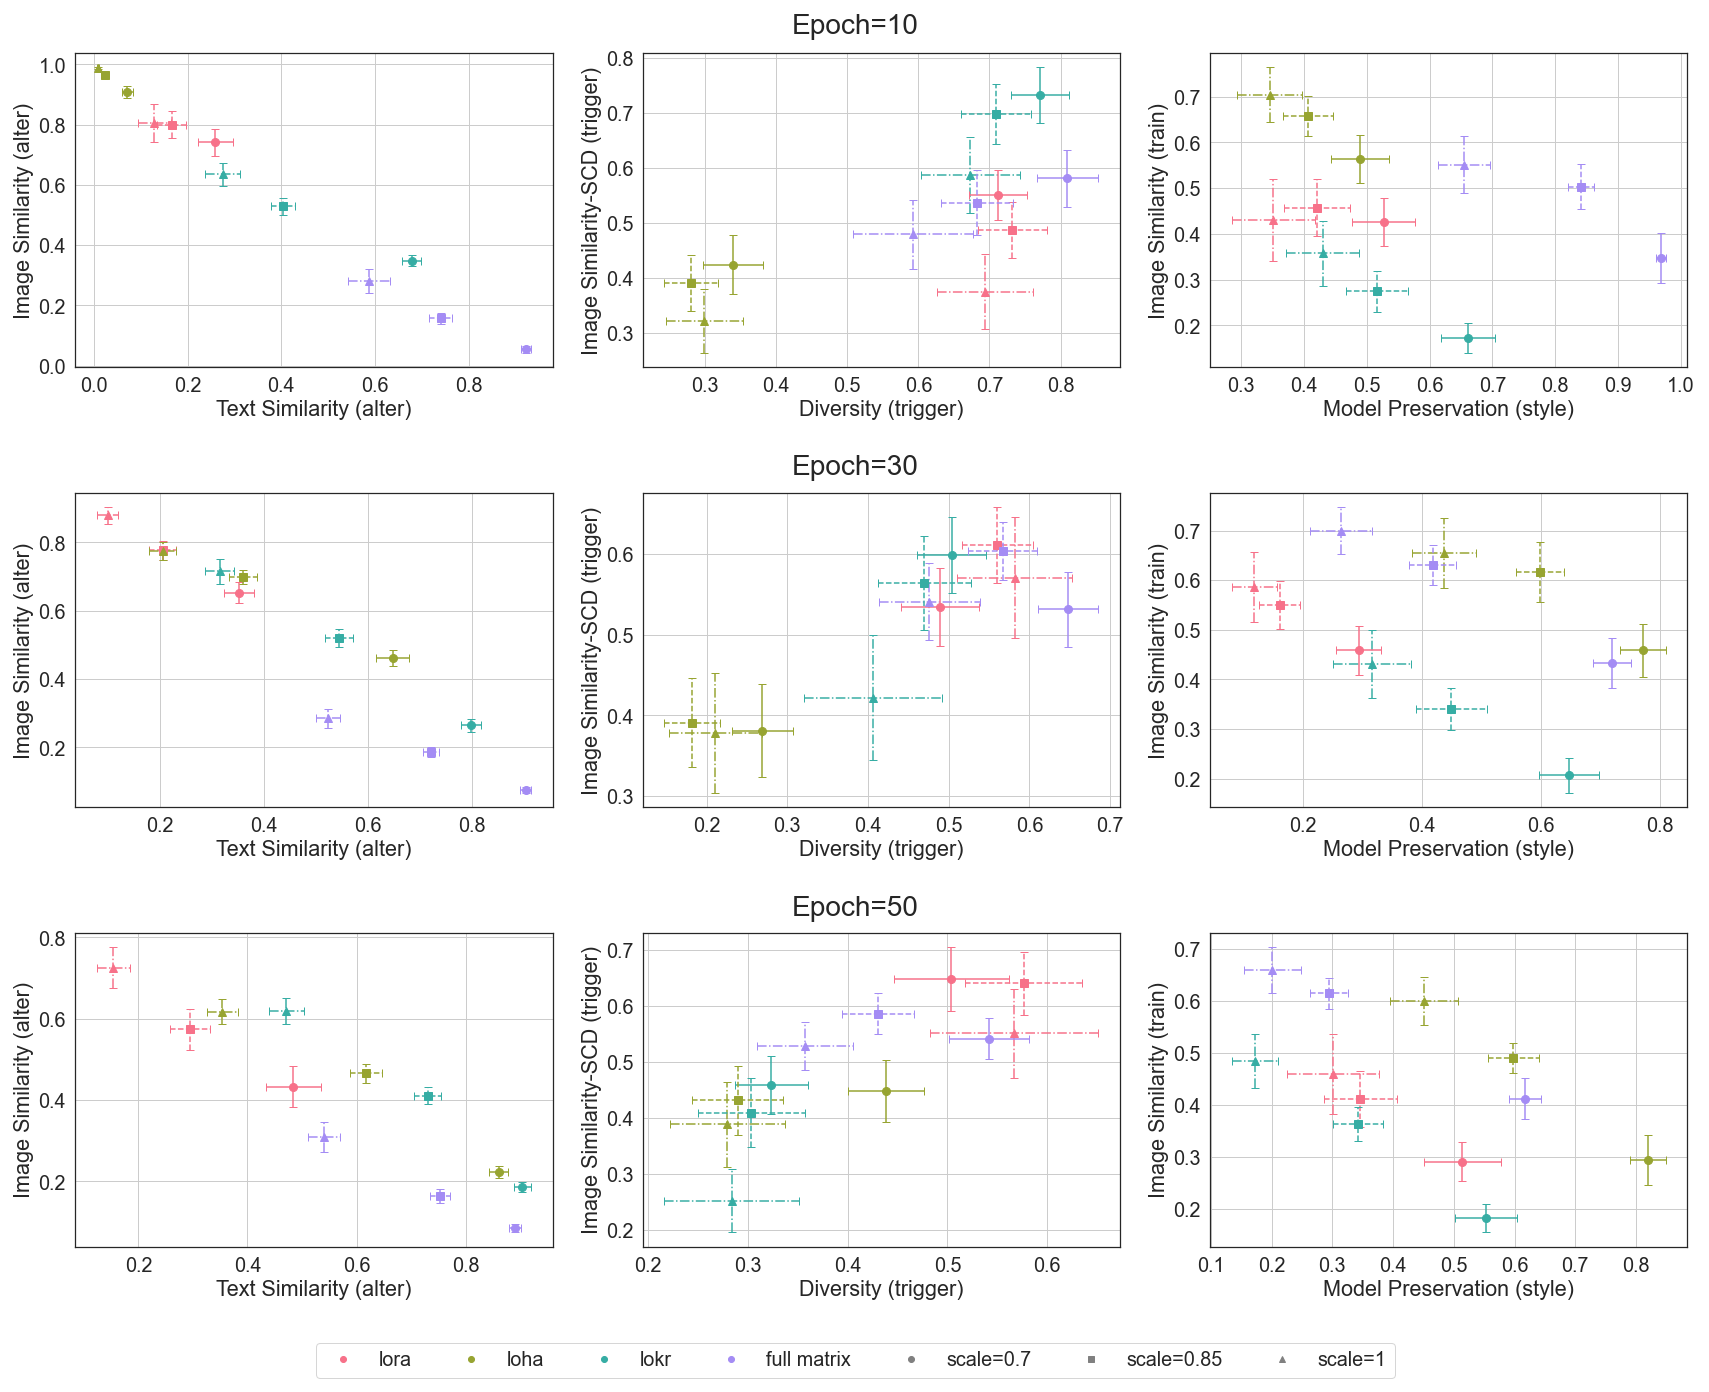 Epoch=10
Image Similarity (alter)
1.0
0.8
0.6
0.4
0.2
0.0
0.0 0.2 0.4 0.6 0.8
Text Similarity (alter)
Image Similarity-SCD (trigger)
0.8
0.7
0.6
0.5
0.4
0.3
0.3 0.4 0.5 0.6 0.7 0.8
Diversity (trigger)
Image Similarity (train)
0.7
0.6
0.5
0.4
0.3
0.2
0.3 0.4 0.5 0.6 0.7 0.8 0.9 1.0
Model Preservation (style)
Epoch=30
Image Similarity (alter)
0.8
0.6
0.4
0.2
0.2 0.4 0.6 0.8
Text Similarity (alter)
Image Similarity-SCD (trigger)
0.6
0.5
0.4
0.3
0.2 0.3 0.4 0.5 0.6 0.7
Diversity (trigger)
Image Similarity (train)
0.7
0.6
0.5
0.4
0.3
0.2
0.2 0.4 0.6 0.8
Model Preservation (style)
Epoch=50
Image Similarity (alter)
0.8
0.6
0.4
0.2
0.2 0.4 0.6 0.8
Text Similarity (alter)
Image Similarity-SCD (trigger)
0.7
0.6
0.5
0.4
0.3
0.2
0.2 0.3 0.4 0.5 0.6
Diversity (trigger)
Image Similarity (train)
0.7
0.6
0.5
0.4
0.3
0.2
0.1 0.2 0.3 0.4 0.5 0.6 0.7 0.8
Model Preservation (style)
lora loha lokr full matrix scale=0.7 scale=0.85 scale=1